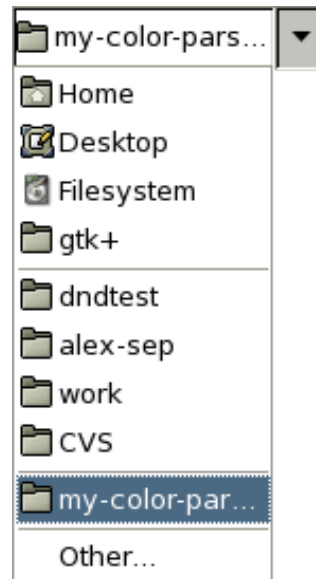 my-color-pars...
Home
Desktop
Filesystem
gtk+
dndtest
alex-sep
work
CVS
my-color-par...
Other...